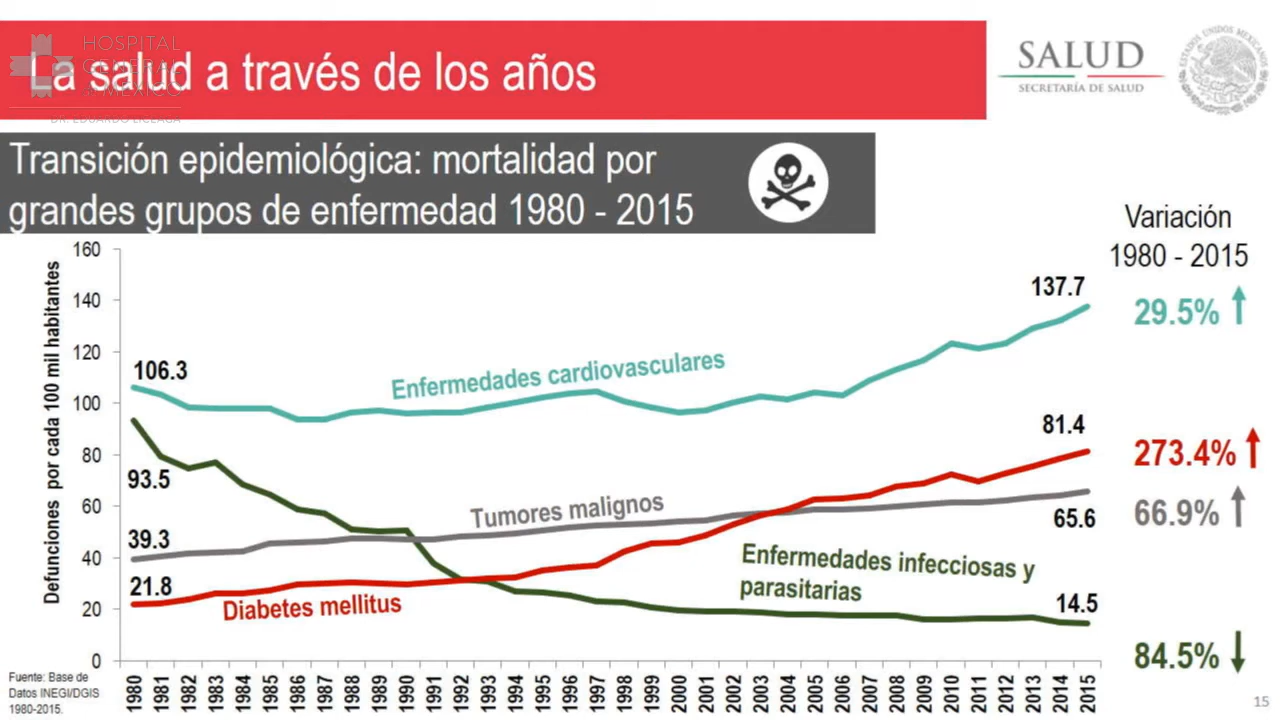 HOSPITAL
GENERAL
de MÉXICO
DR. EDUARDO LICEAGA
La salud a través de los años
SALUD
SECRETARÍA DE SALUD
ESTADOS UNIDOS MEXICANOS
Transición epidemiológica: mortalidad por
grandes grupos de enfermedad 1980 - 2015
Variación
1980 - 2015
Defunciones por cada 100 mil habitantes
160
140
120
100
80
60
40
20
0
106.3
93.5
39.3
21.8
Enfermedades cardiovasculares
Tumores malignos
Diabetes mellitus
Enfermedades infecciosas y
parasitarias
137.7
81.4
65.6
14.5
29.5%
273.4%
66.9%
84.5%
1980 1981 1982 1983 1984 1985 1986 1987 1988 1989 1990 1991 1992 1993 1994 1995 1996 1997 1998 1999 2000 2001 2002 2003 2004 2005 2006 2007 2008 2009 2010 2011 2012 2013 2014 2015
Fuente: Base de
Datos INEGI/DGIS
1980-2015.
15